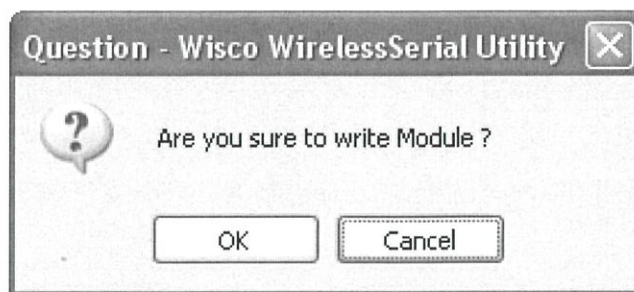 Question - Wisco WirelessSerial Utility
?
Are you sure to write Module ?
OK
Cancel